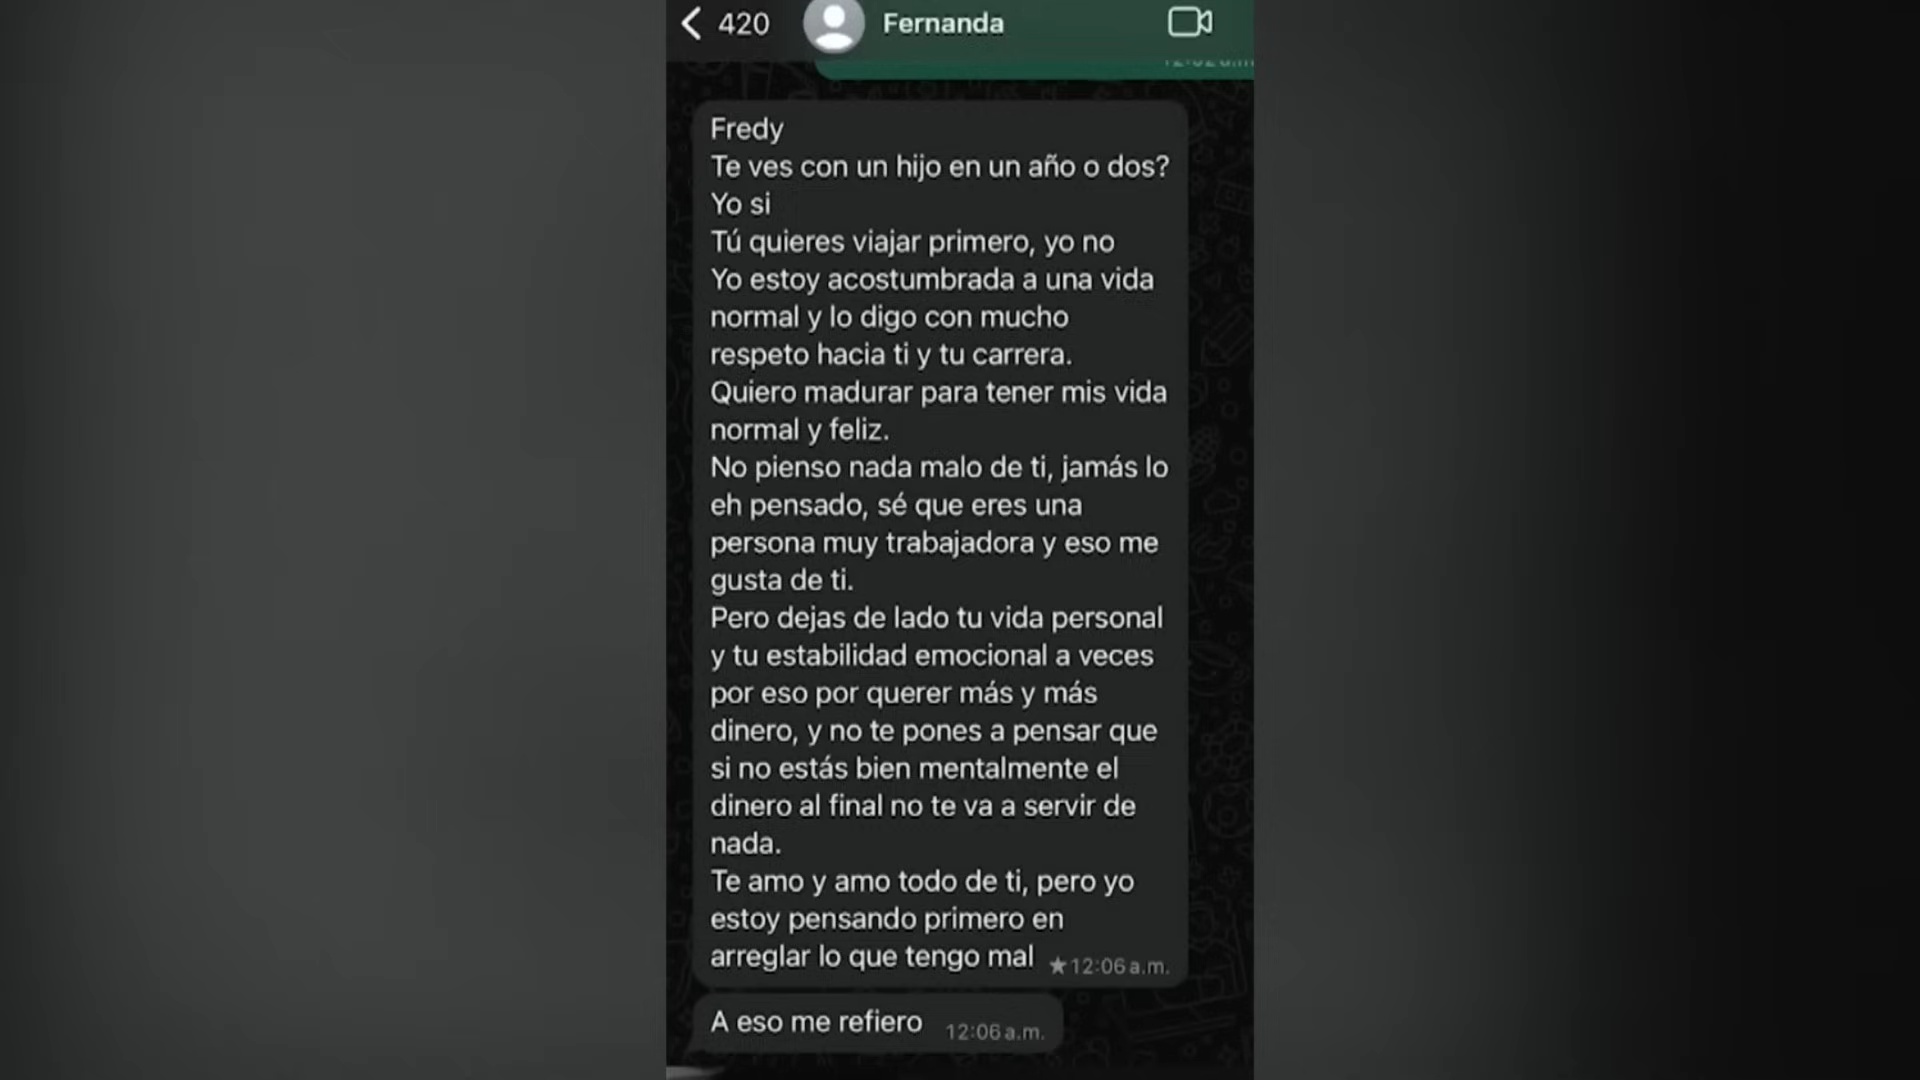 420
Fernanda
Fredy
Te ves con un hijo en un año o dos?
Yo si
Tú quieres viajar primero, yo no
Yo estoy acostumbrada a una vida
normal y lo digo con mucho
respeto hacia ti y tu carrera.
Quiero madurar para tener mis vida
normal y feliz.
No pienso nada malo de ti, jamás lo
eh pensado, sé que eres una
persona muy trabajadora y eso me
gusta de ti.
Pero dejas de lado tu vida personal
y tu estabilidad emocional a veces
por eso por querer más y más
dinero, y no te pones a pensar que
si no estás bien mentalmente el
dinero al final no te va a servir de
nada.
Te amo y amo todo de ti, pero yo
estoy pensando primero en
arreglar lo que tengo mal ★12:06 a.m.
A eso me refiero 12:06 a.m.